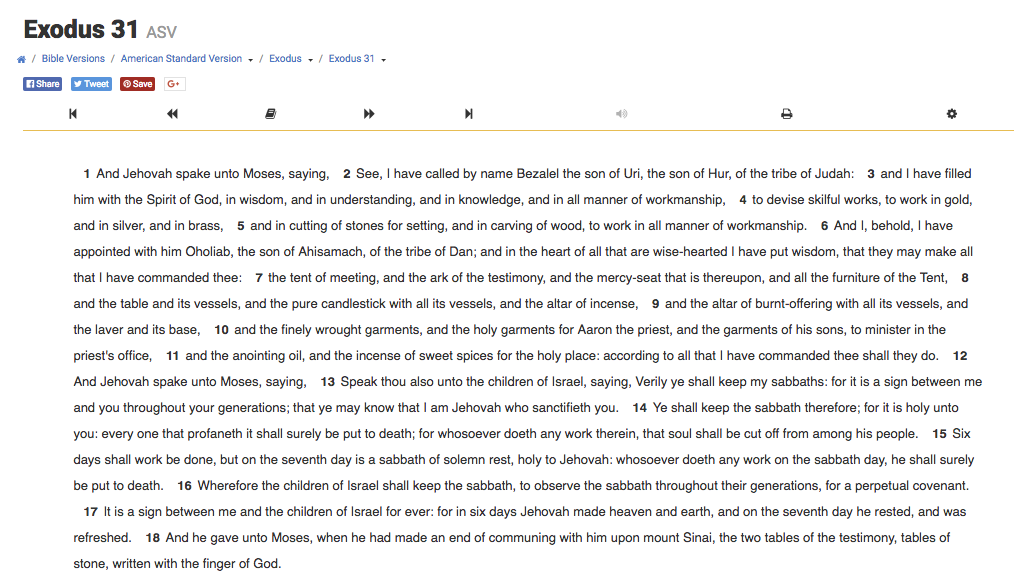 Exodus 31 ASV
/ Bible Versions / American Standard Version / Exodus / Exodus 31
Share Tweet Save G+
1 And Jehovah spake unto Moses, saying, 2 See, I have called by name Bezalel the son of Uri, the son of Hur, of the tribe of Judah: 3 and I have filled
him with the Spirit of God, in wisdom, and in understanding, and in knowledge, and in all manner of workmanship, 4 to devise skilful works, to work in gold,
and in silver, and in brass, 5 and in cutting of stones for setting, and in carving of wood, to work in all manner of workmanship. 6 And I, behold, I have
appointed with him Oholiab, the son of Ahisamach, of the tribe of Dan; and in the heart of all that are wise-hearted I have put wisdom, that they may make all
that I have commanded thee: 7 the tent of meeting, and the ark of the testimony, and the mercy-seat that is thereupon, and all the furniture of the Tent, 8
and the table and its vessels, and the pure candlestick with all its vessels, and the altar of incense, 9 and the altar of burnt-offering with all its vessels, and
the laver and its base, 10 and the finely wrought garments, and the holy garments for Aaron the priest, and the garments of his sons, to minister in the
priest's office, 11 and the anointing oil, and the incense of sweet spices for the holy place: according to all that I have commanded thee shall they do. 12
And Jehovah spake unto Moses, saying, 13 Speak thou also unto the children of Israel, saying, Verily ye shall keep my sabbaths: for it is a sign between me
and you throughout your generations; that ye may know that I am Jehovah who sanctifieth you. 14 Ye shall keep the sabbath therefore; for it is holy unto
you: every one that profaneth it shall surely be put to death; for whosoever doeth any work therein, that soul shall be cut off from among his people. 15 Six
days shall work be done, but on the seventh day is a sabbath of solemn rest, holy to Jehovah: whosoever doeth any work on the sabbath day, he shall surely
be put to death. 16 Wherefore the children of Israel shall keep the sabbath, to observe the sabbath throughout their generations, for a perpetual covenant.
17 It is a sign between me and the children of Israel for ever: for in six days Jehovah made heaven and earth, and on the seventh day he rested, and was
refreshed. 18 And he gave unto Moses, when he had made an end of communing with him upon mount Sinai, the two tables of the testimony, tables of
stone, written with the finger of God.